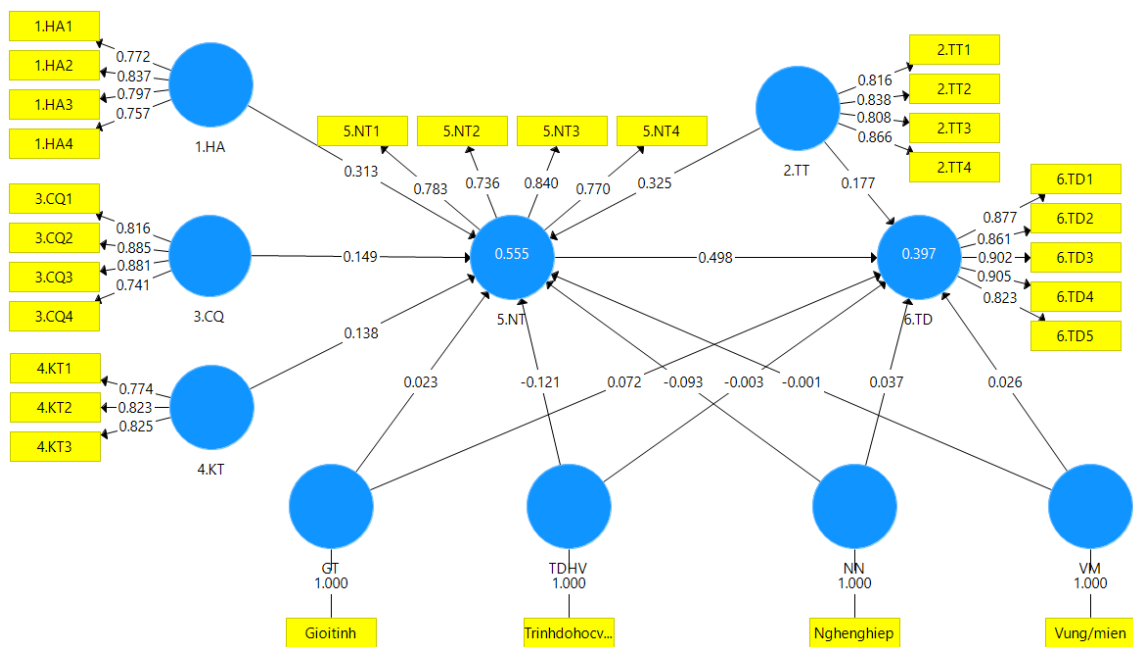 1.HA1
1.HA2
1.HA3
1.HA4
0.772
0.837
0.797
0.757
1.HA
0.313
3.CQ1
3.CQ2
3.CQ3
3.CQ4
0.816
0.885
0.881
0.741
3.CQ
0.149
4.KT1
4.KT2
4.KT3
0.774
0.823
0.825
4.KT
0.138
5.NT1
5.NT2
5.NT3
5.NT4
0.783
0.736
0.840
0.770
0.555
5.NT
0.498
2.TT1
2.TT2
2.TT3
2.TT4
0.816
0.838
0.808
0.866
2.TT
0.325
0.177
6.TD1
6.TD2
6.TD3
6.TD4
6.TD5
0.877
0.861
0.902
0.905
0.823
0.397
6.TD
0.023
-0.121
0.072
-0.093
-0.003
-0.001
0.037
0.026
GT
1.000
Gioitinh
TDHV
1.000
Trinhdohocv...
NN
1.000
Nghenghiep
VM
1.000
Vung/mien